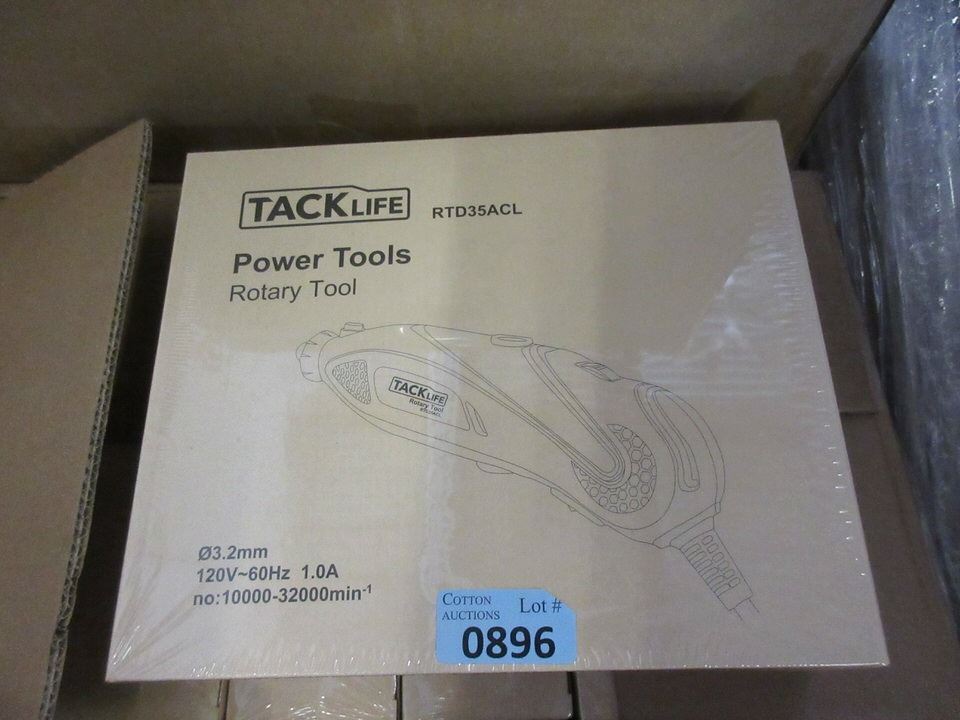 TACKLIFE RTD35ACL
Power Tools
Rotary Tool
TACKLIFE
Rotary Tool
RTD35ACL
Ø3.2mm
120V~60Hz 1.0A
no:10000-32000min⁻¹
COTTON AUCTIONS Lot #
0896